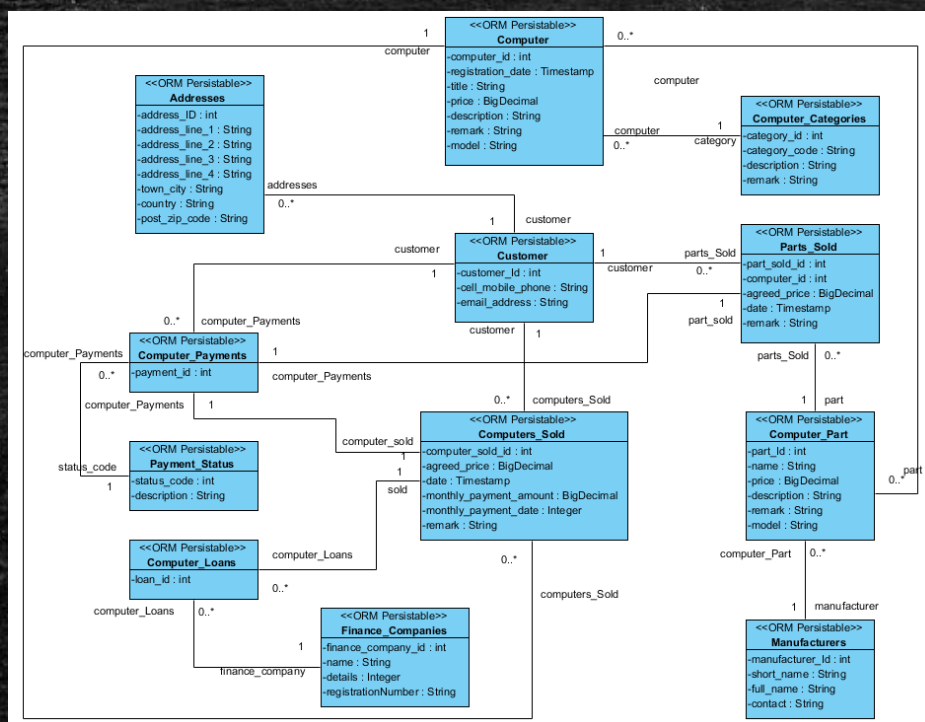 <<ORM Persistable>>
Computer
-computer_id : int
-registration_date : Timestamp
-title : String
-price : BigDecimal
-description : String
-remark : String
-model : String
1
computer
0..*
computer
<<ORM Persistable>>
Addresses
-address_ID : int
-address_line_1 : String
-address_line_2 : String
-address_line_3 : String
-address_line_4 : String
-town_city : String
-country : String
-post_zip_code : String
<<ORM Persistable>>
Computer_Categories
-category_id : int
-category_code : String
-description : String
-remark : String
computer
0..*
1
category
addresses
0..*
1
customer
<<ORM Persistable>>
Customer
-customer_Id : int
-cell_mobile_phone : String
-email_address : String
<<ORM Persistable>>
Parts_Sold
-part_sold_id : int
-computer_id : int
-agreed_price : BigDecimal
-date : Timestamp
-remark : String
customer
1
1
customer
parts_Sold
0..*
1
part_sold
0..*
computer_Payments
<<ORM Persistable>>
Computer_Payments
-payment_id : int
customer
1
computer_Payments
0..*
1
computer_Payments
parts_Sold
0..*
computer_Payments
1
0..*
computers_Sold
1
part
<<ORM Persistable>>
Computers_Sold
-computer_sold_id : int
-agreed_price : BigDecimal
-date : Timestamp
-monthly_payment_amount : BigDecimal
-monthly_payment_date : Integer
-remark : String
<<ORM Persistable>>
Computer_Part
-part_Id : int
-name : String
-price : BigDecimal
-description : String
-remark : String
-model : String
<<ORM Persistable>>
Payment_Status
-status_code : int
-description : String
computer_sold
1
status_code
1
1
sold
part
0..*
<<ORM Persistable>>
Computer_Loans
-loan_id : int
computer_Loans
0..*
computer_Part
0..*
0..*
computers_Sold
computer_Loans
0..*
1
manufacturer
<<ORM Persistable>>
Finance_Companies
-finance_company_id : int
-name : String
-details : Integer
-registrationNumber : String
1
finance_company
<<ORM Persistable>>
Manufacturers
-manufacturer_Id : int
-short_name : String
-full_name : String
-contact : String